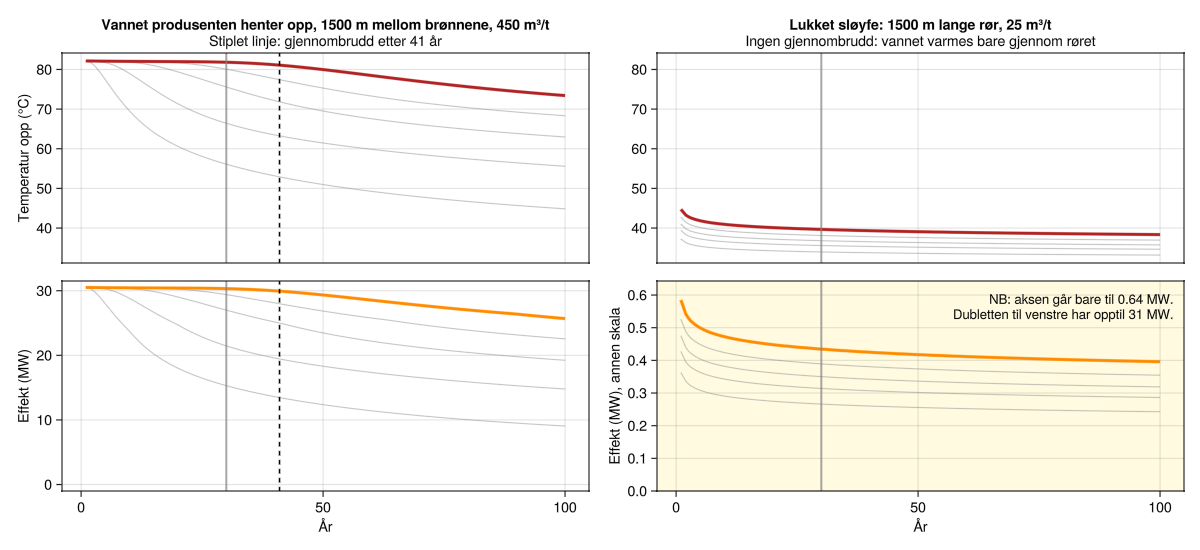 Vannet produsenten henter opp, 1500 m mellom brønnene, 450 m³/t
Stiplet linje: gjennombrudd etter 41 år
Temperatur opp (°C)
80
70
60
50
40
Effekt (MW)
30
20
10
0
0
50
100
År
Lukket sløyfe: 1500 m lange rør, 25 m³/t
Ingen gjennombrudd: vannet varmes bare gjennom røret
80
70
60
50
40
NB: aksen går bare til 0.64 MW.
Dubletten til venstre har opptil 31 MW.
Effekt (MW), annen skala
0.6
0.5
0.4
0.3
0.2
0.1
0.0
0
50
100
År